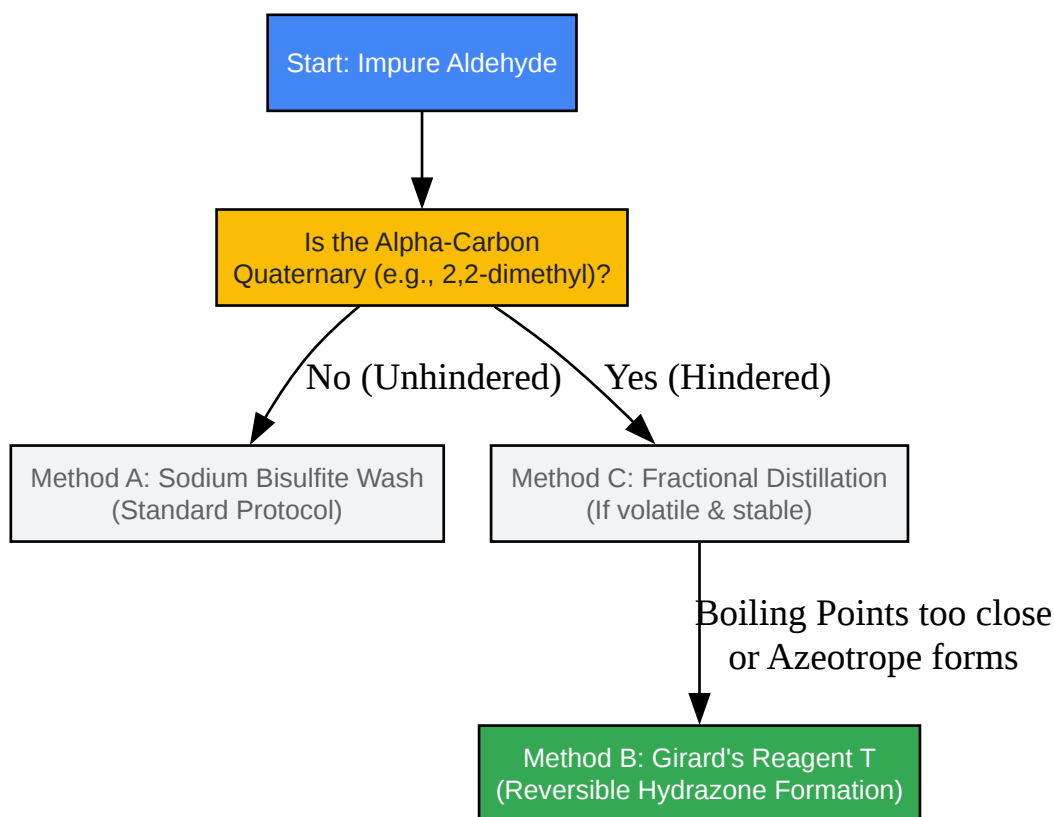 Start: Impure Aldehyde
Is the Alpha-Carbon
Quaternary (e.g., 2,2-dimethyl)?
No (Unhindered)
Yes (Hindered)
Method A: Sodium Bisulfite Wash
(Standard Protocol)
Method C: Fractional Distillation
(If volatile & stable)
Boiling Points too close
or Azeotrope forms
Method B: Girard's Reagent T
(Reversible Hydrazone Formation)